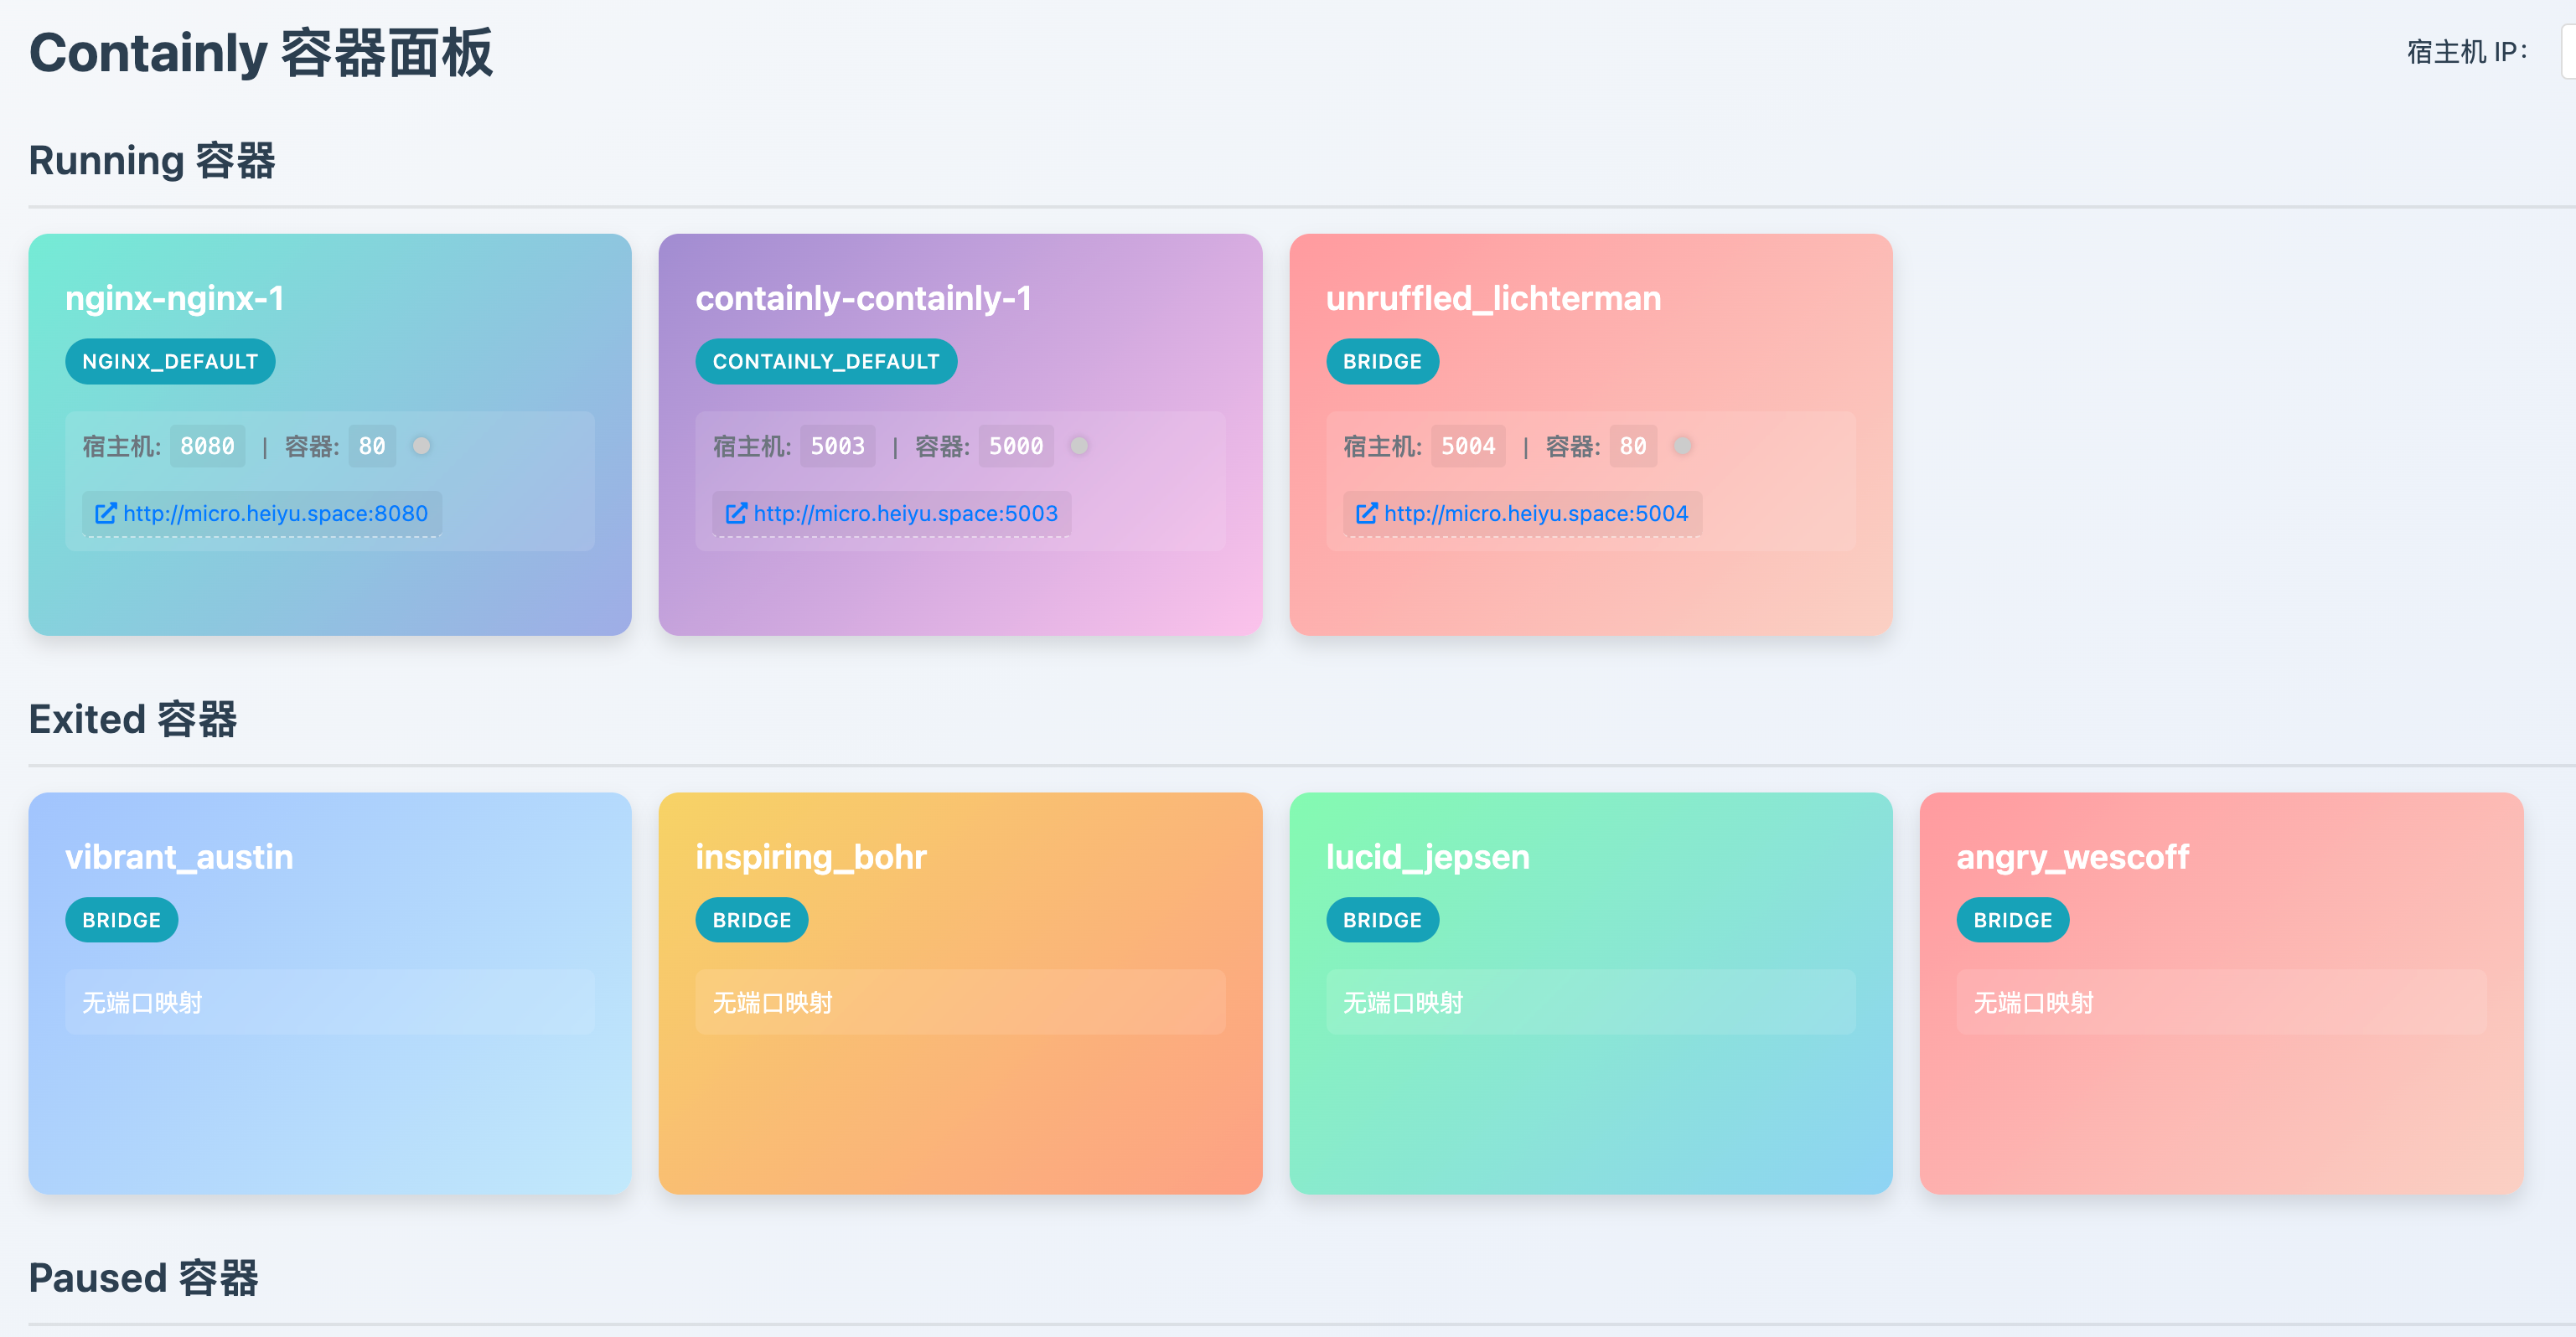 Containly 容器面板
宿主机 IP：
Running 容器
nginx-nginx-1
NGINX_DEFAULT
宿主机: 8080 | 容器: 80
http://micro.heiyu.space:8080
containly-containly-1
CONTAINLY_DEFAULT
宿主机: 5003 | 容器: 5000
http://micro.heiyu.space:5003
unruffled_lichterman
BRIDGE
宿主机: 5004 | 容器: 80
http://micro.heiyu.space:5004
Exited 容器
vibrant_austin
BRIDGE
无端口映射
inspiring_bohr
BRIDGE
无端口映射
lucid_jepsen
BRIDGE
无端口映射
angry_wescoff
BRIDGE
无端口映射
Paused 容器